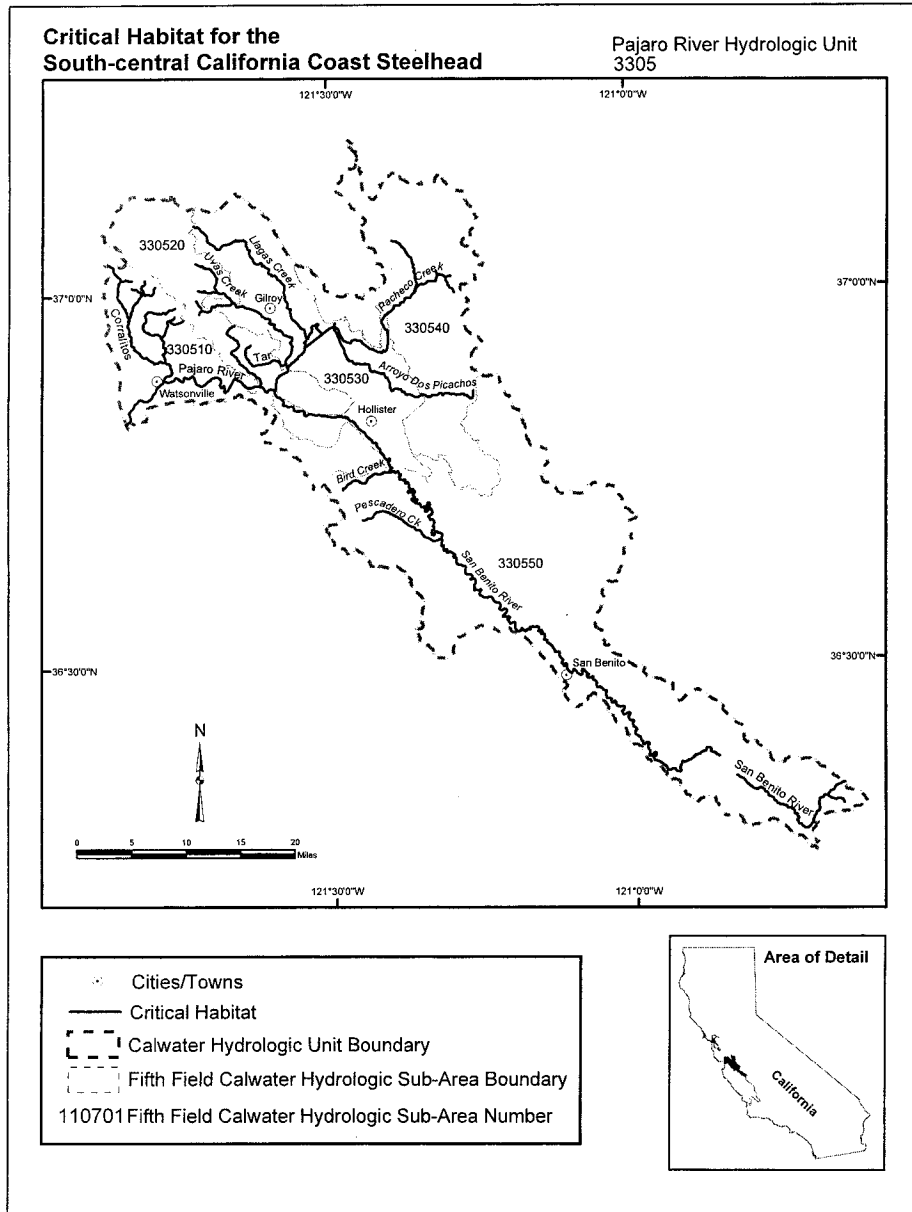 Critical Habitat for the
South-central California Coast Steelhead
Pajaro River Hydrologic Unit
3305
121°30'0"W
121°0'0"W
37°0'0"N
37°0'0"N
330520
Uvas Creek
Llagas Creek
Gilroy
Pacheco Creek
330540
Corralitos
330510
Tar
Pajaro River
330530
Arroyo Dos Picachos
Watsonville
Hollister
Bird Creek
Pescadero Ck
330550
San Benito River
San Benito
36°30'0"N
36°30'0"N
San Benito River
N
0 5 10 15 20
Miles
121°30'0"W
121°0'0"W
Cities/Towns
Critical Habitat
Calwater Hydrologic Unit Boundary
Fifth Field Calwater Hydrologic Sub-Area Boundary
110701 Fifth Field Calwater Hydrologic Sub-Area Number
Area of Detail
California